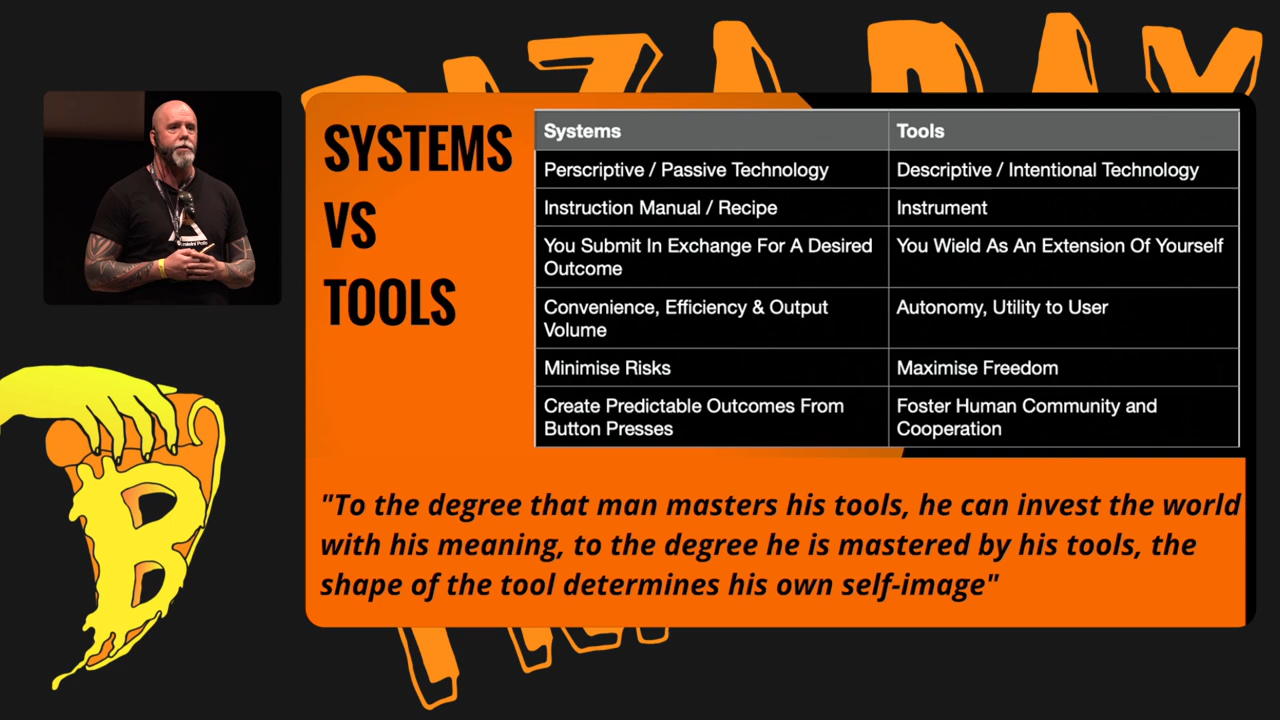 PIZZA DAY
SYSTEMS
VS
TOOLS
Systems
Tools
Perscriptive / Passive Technology
Descriptive / Intentional Technology
Instruction Manual / Recipe
Instrument
You Submit In Exchange For A Desired
Outcome
You Wield As An Extension Of Yourself
Convenience, Efficiency & Output
Volume
Autonomy, Utility to User
Minimise Risks
Maximise Freedom
Create Predictable Outcomes From
Button Presses
Foster Human Community and
Cooperation
"To the degree that man masters his tools, he can invest the world
with his meaning, to the degree he is mastered by his tools, the
shape of the tool determines his own self-image"
B